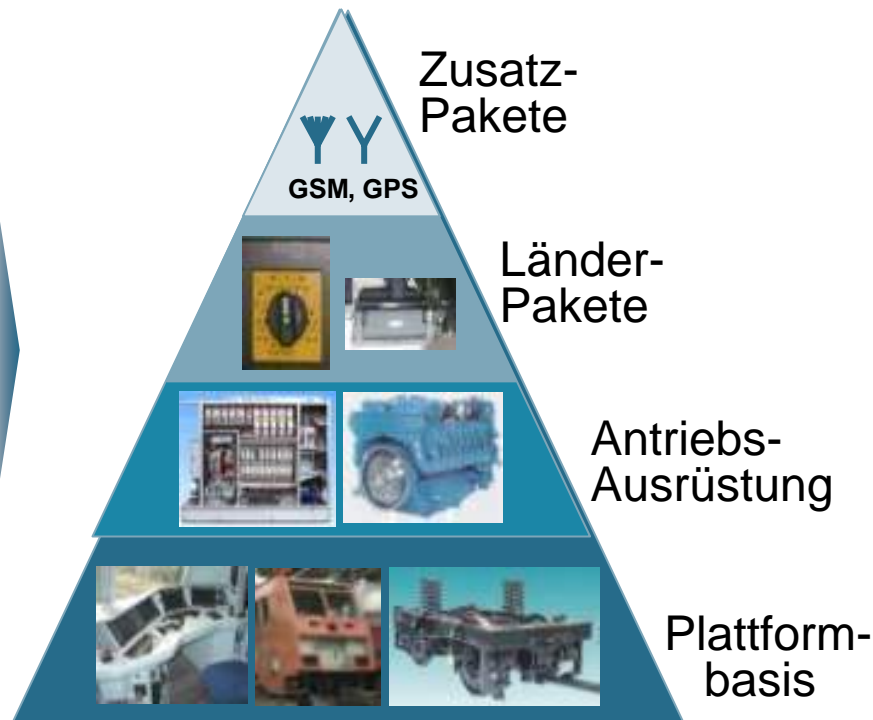 Zusatz-
Pakete
GSM, GPS
Länder-
Pakete
Antriebs-
Ausrüstung
Plattform-
basis